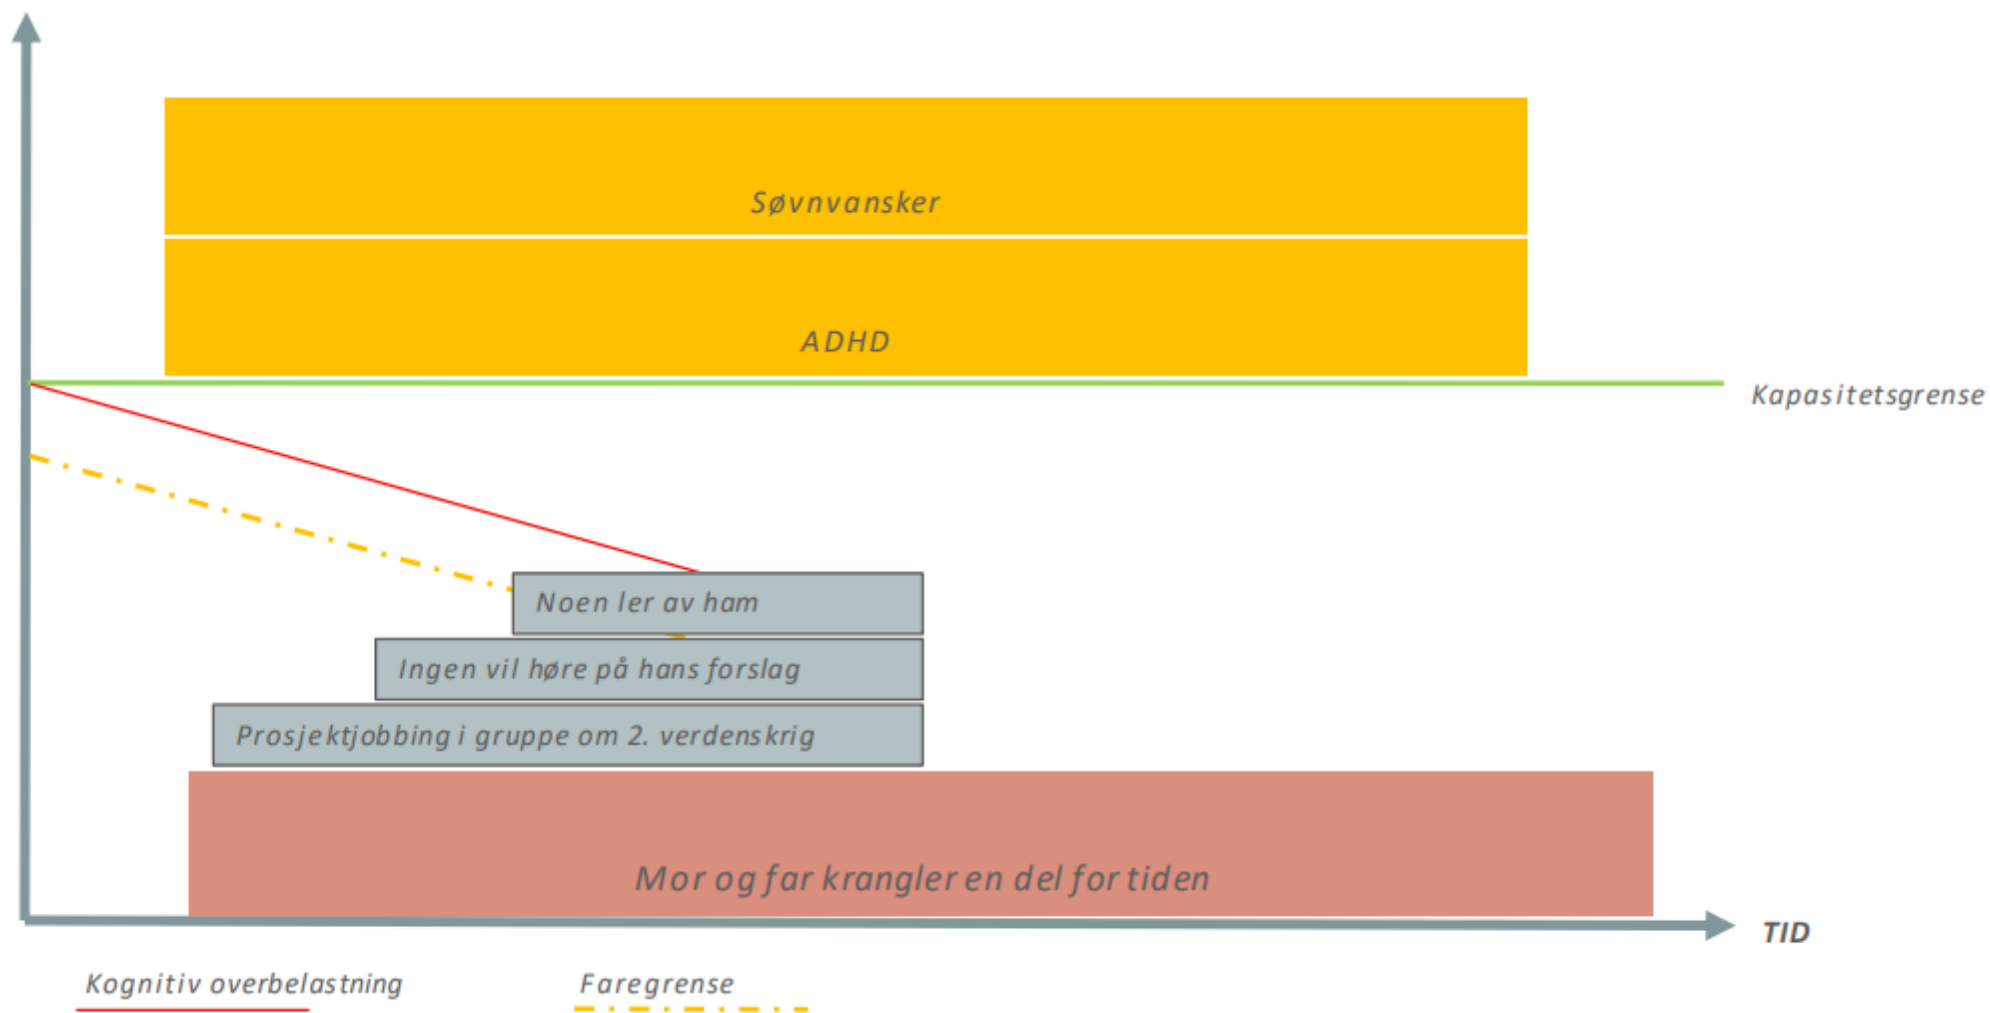 Søvnvansker
ADHD
Kapasitetsgrense
Noen ler av ham
Ingen vil høre på hans forslag
Prosjektjobbing i gruppe om 2. verdenskrig
Mor og far krangler en del for tiden
TID
Kognitiv overbelastning
Faregrense